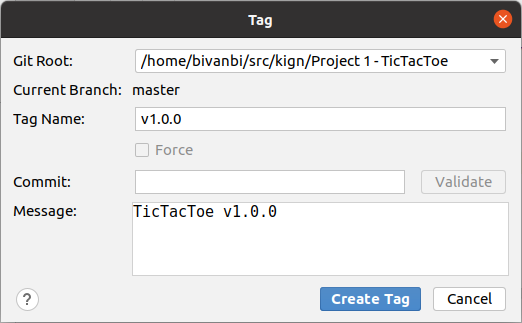 Tag
Git Root: /home/bivanbi/src/kign/Project 1 - TicTacToe
Current Branch: master
Tag Name: v1.0.0
Force
Commit: Validate
Message: TicTacToe v1.0.0
? Create Tag Cancel